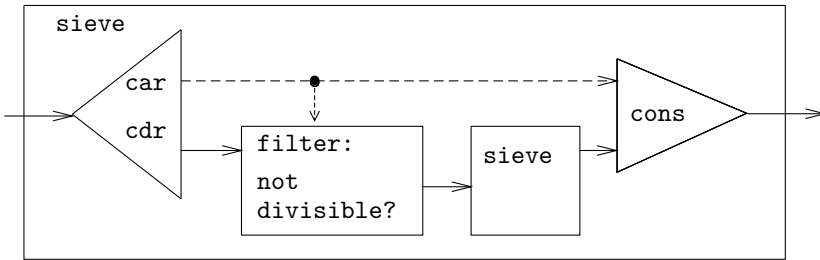 sieve
car
cdr
filter:
not
divisible?
sieve
cons